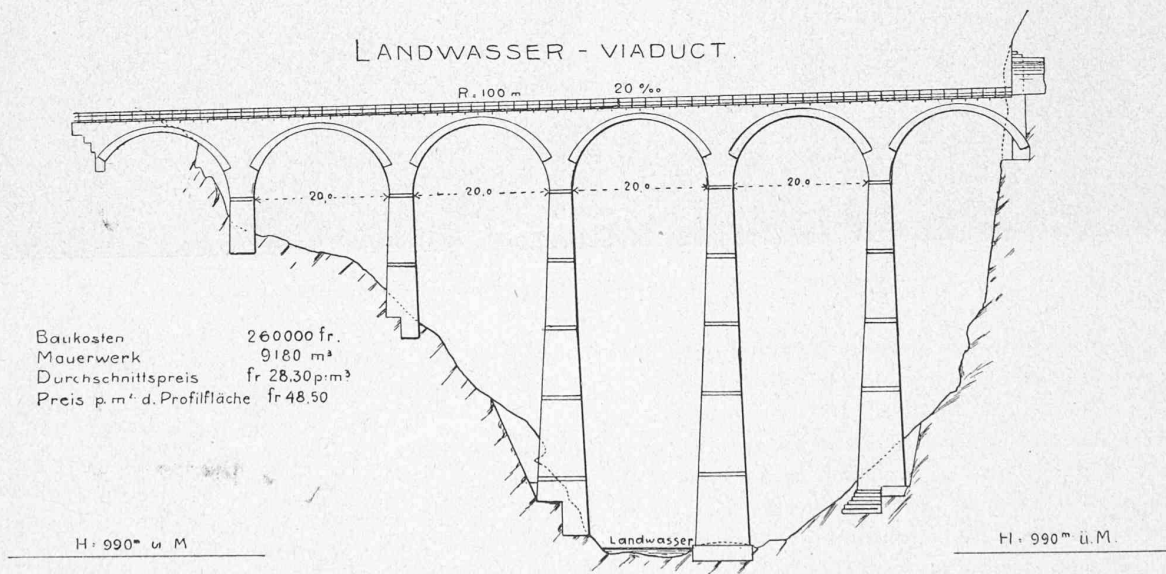 LANDWASSER - VIADUCT.
R = 100 m 20 ‰
20,0 20,0 20,0 20,0
Baukosten 260000 fr.
Mauerwerk 9180 m³
Durchschnittspreis fr 28.30 p. m³
Preis p. m² d. Profilfläche fr 48,50
Landwasser
H = 990 m ü M
H = 990 m ü. M.